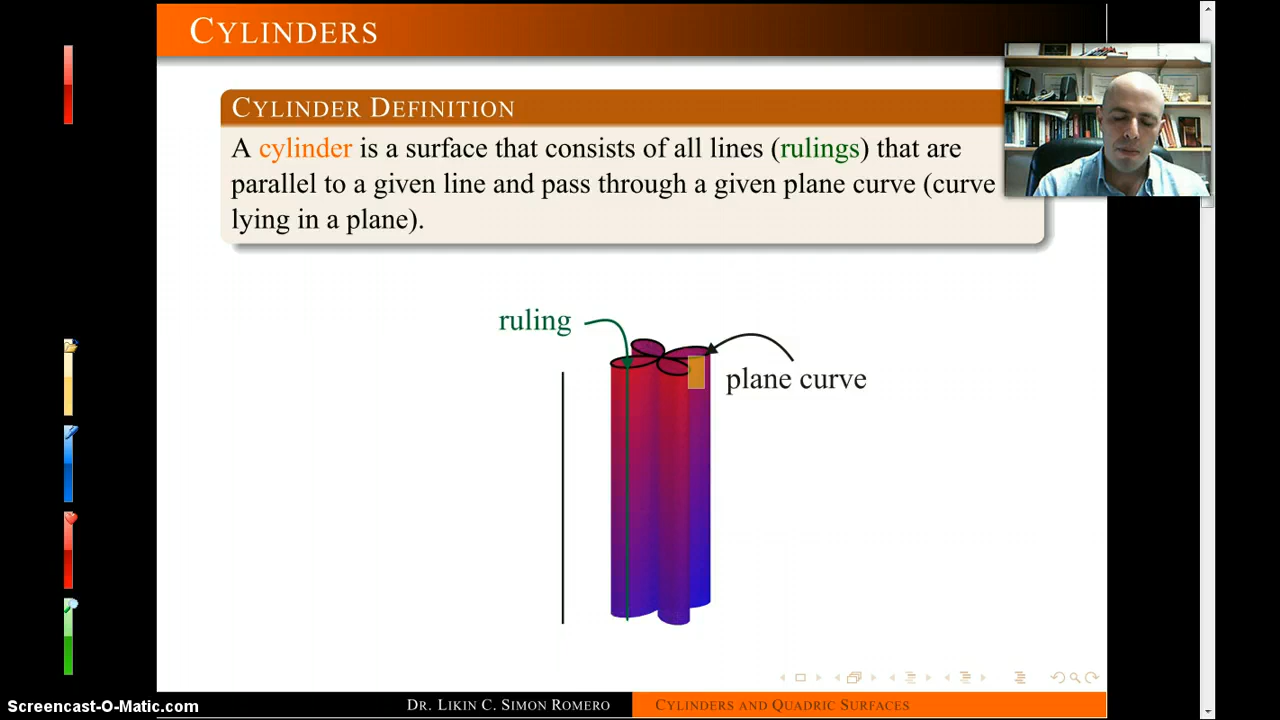 CYLINDERS
CYLINDER DEFINITION
A cylinder is a surface that consists of all lines (rulings) that are
parallel to a given line and pass through a given plane curve (curve
lying in a plane).
ruling
plane curve
DR. LIKIN C. SIMON ROMERO
CYLINDERS AND QUADRIC SURFACES
Screencast-O-Matic.com